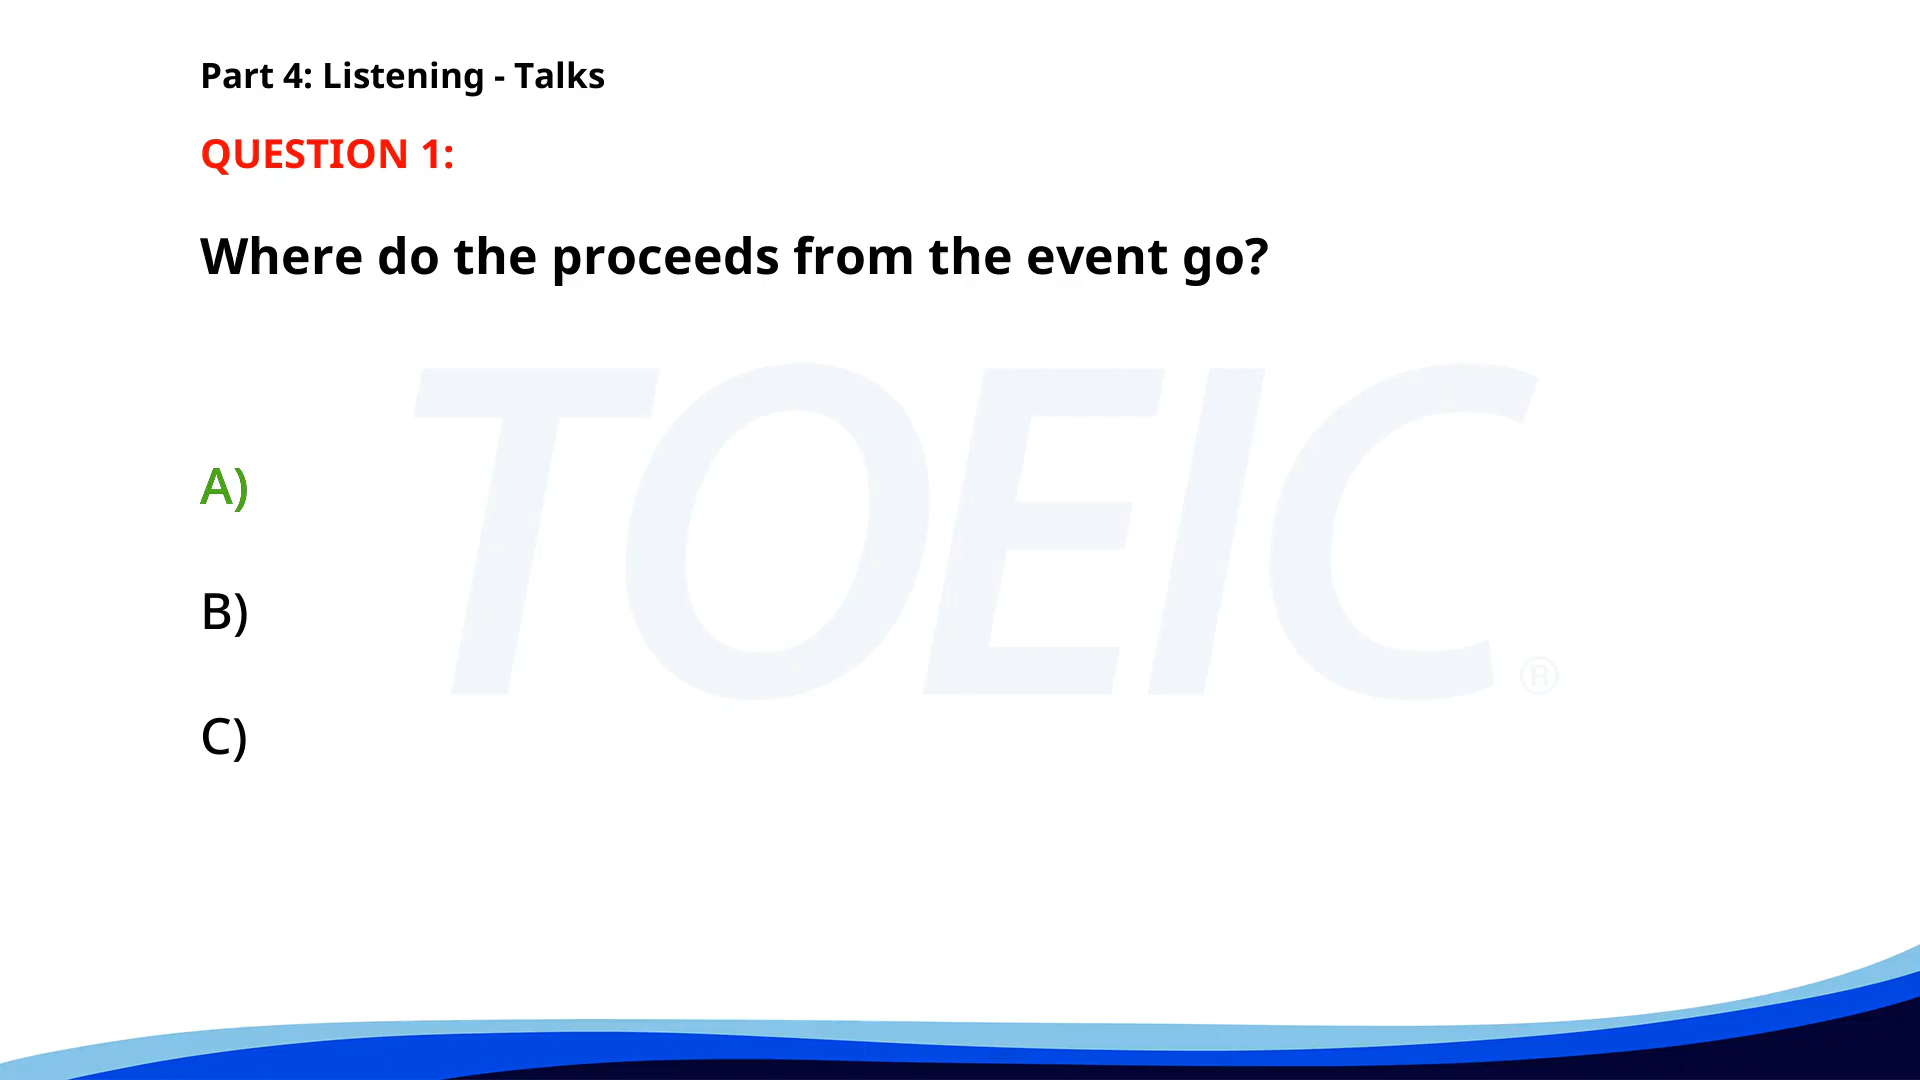 Part 4: Listening - Talks
QUESTION 1:
Where do the proceeds from the event go?
TOEIC®
A)
B)
C)